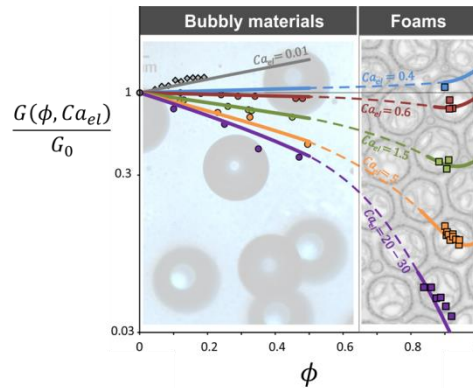 Bubbly materials
Foams
Ca_el = 0.01
Ca_el = 0.4
Ca_el = 0.6
Ca_el = 1.5
Ca_el = 5
Ca_el = 20 − 30
G(ϕ, Ca_el)
G_0
1
0.3
0.03
0
0.2
0.4
0.6
0.8
ϕ